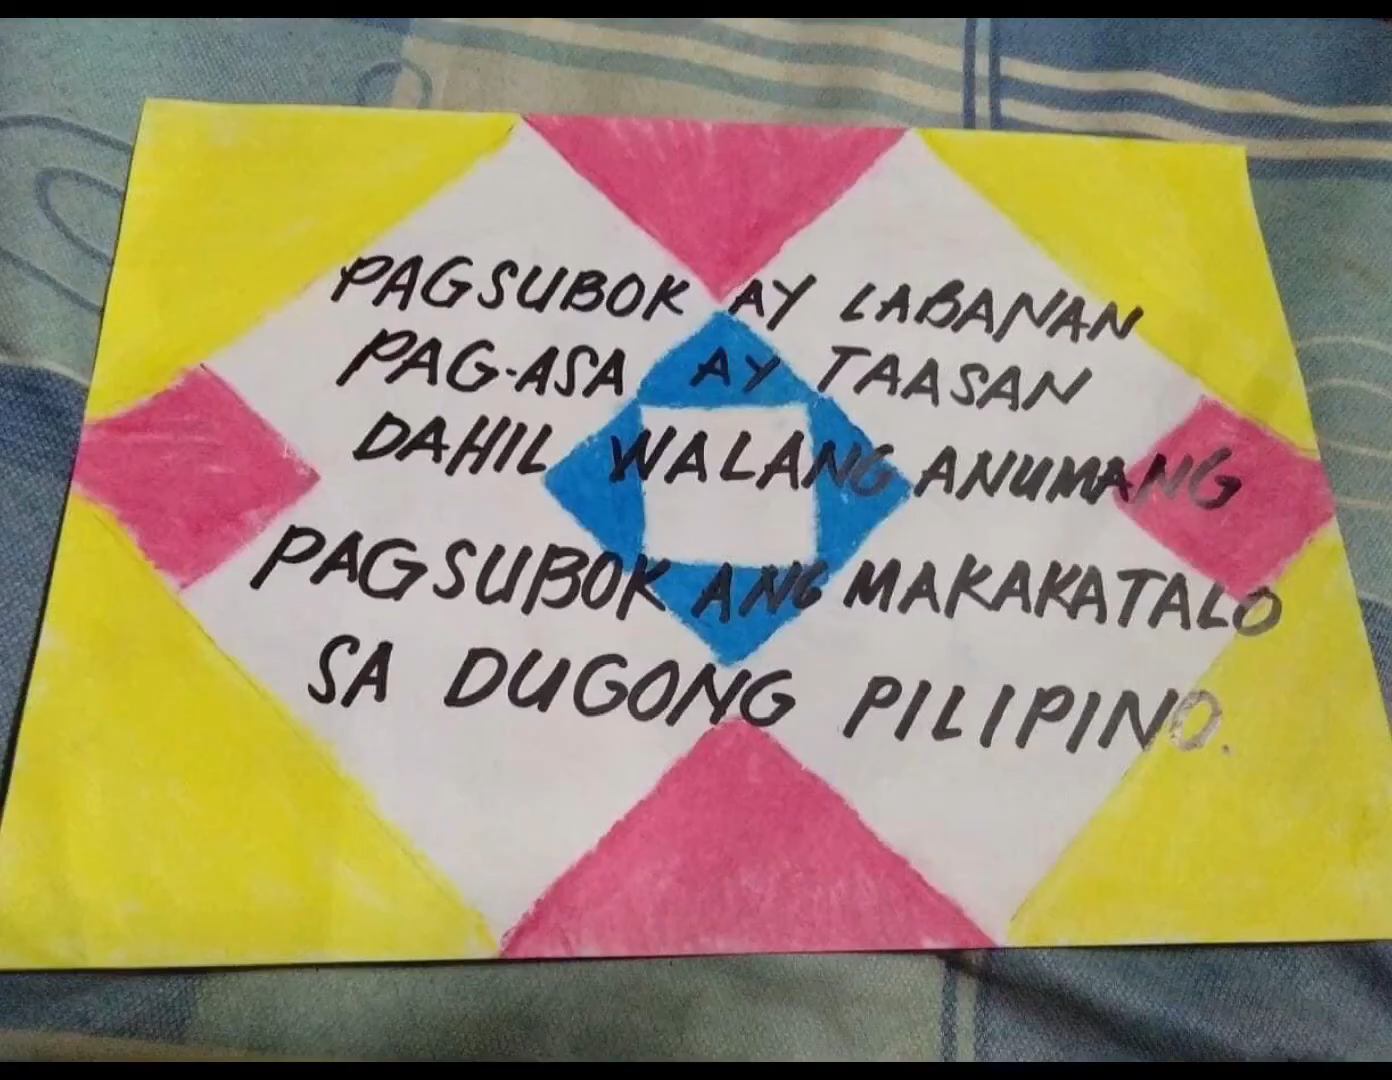 PAGSUBOK AY LABANAN
PAG-ASA AY TAASAN
DAHIL WALANG ANUMANG
PAGSUBOK ANG MAKAKATALO
SA DUGONG PILIPINO.